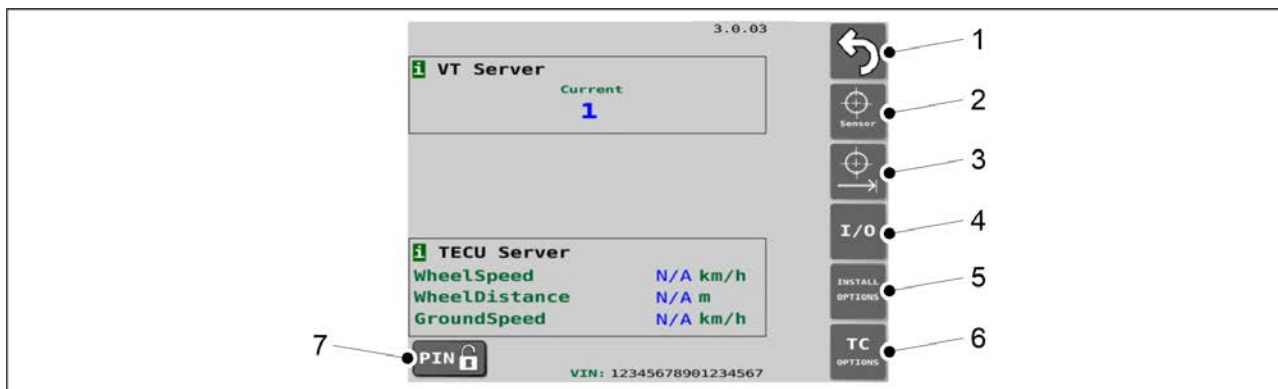 3.0.03
i VT Server
Current
1
i TECU Server
WheelSpeed N/A km/h
WheelDistance N/A m
GroundSpeed N/A km/h
PIN
VIN: 12345678901234567
Sensor
I/O
INSTALL
OPTIONS
TC
OPTIONS
1
2
3
4
5
6
7